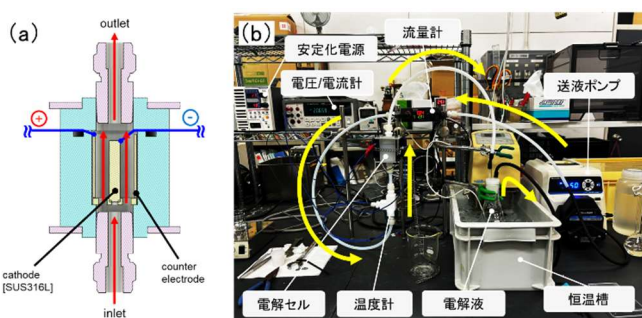 (a)
outlet
+
-
cathode
[SUS316L]
counter
electrode
inlet
(b)
流量計
安定化電源
電圧/電流計
送液ポンプ
電解セル
温度計
電解液
恒温槽